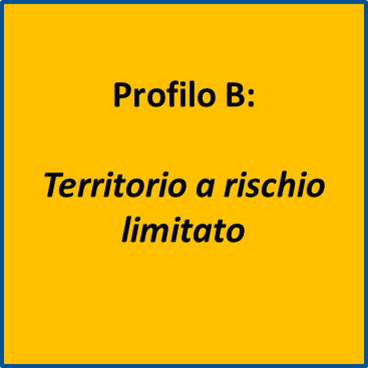 Profilo B:
Territorio a rischio
limitato